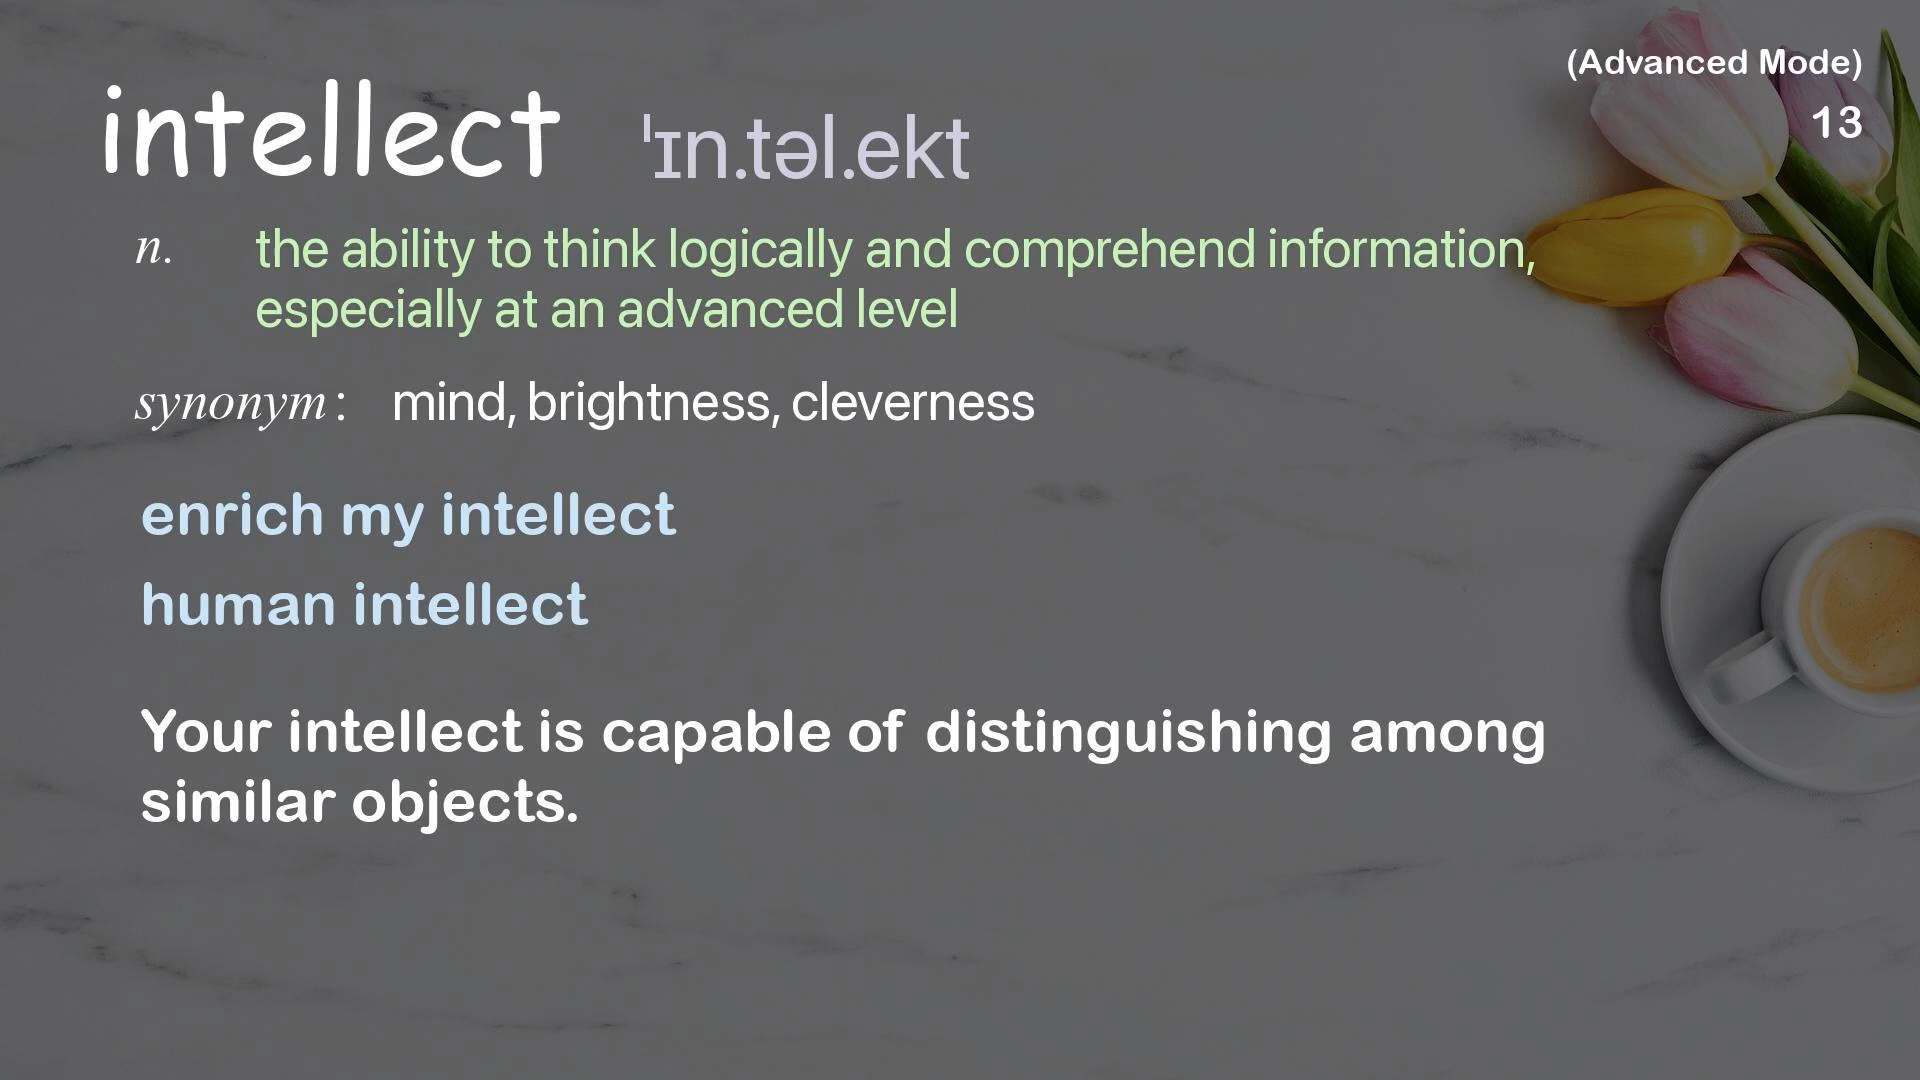 (Advanced Mode)
13
intellect ˈɪn.təl.ekt
n. the ability to think logically and comprehend information,
especially at an advanced level
synonym : mind, brightness, cleverness
enrich my intellect
human intellect
Your intellect is capable of distinguishing among
similar objects.